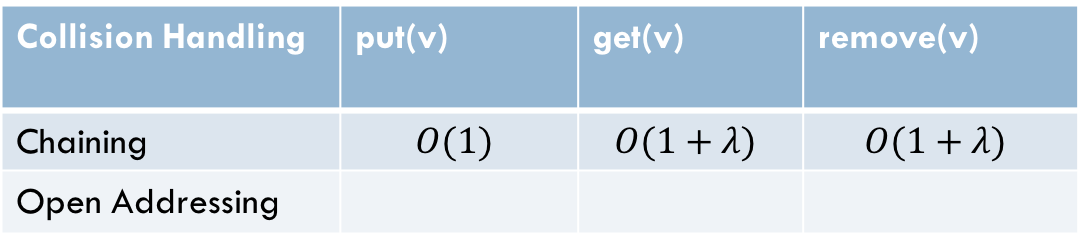 Collision Handling put(v) get(v) remove(v)
Chaining O(1) O(1 + λ) O(1 + λ)
Open Addressing